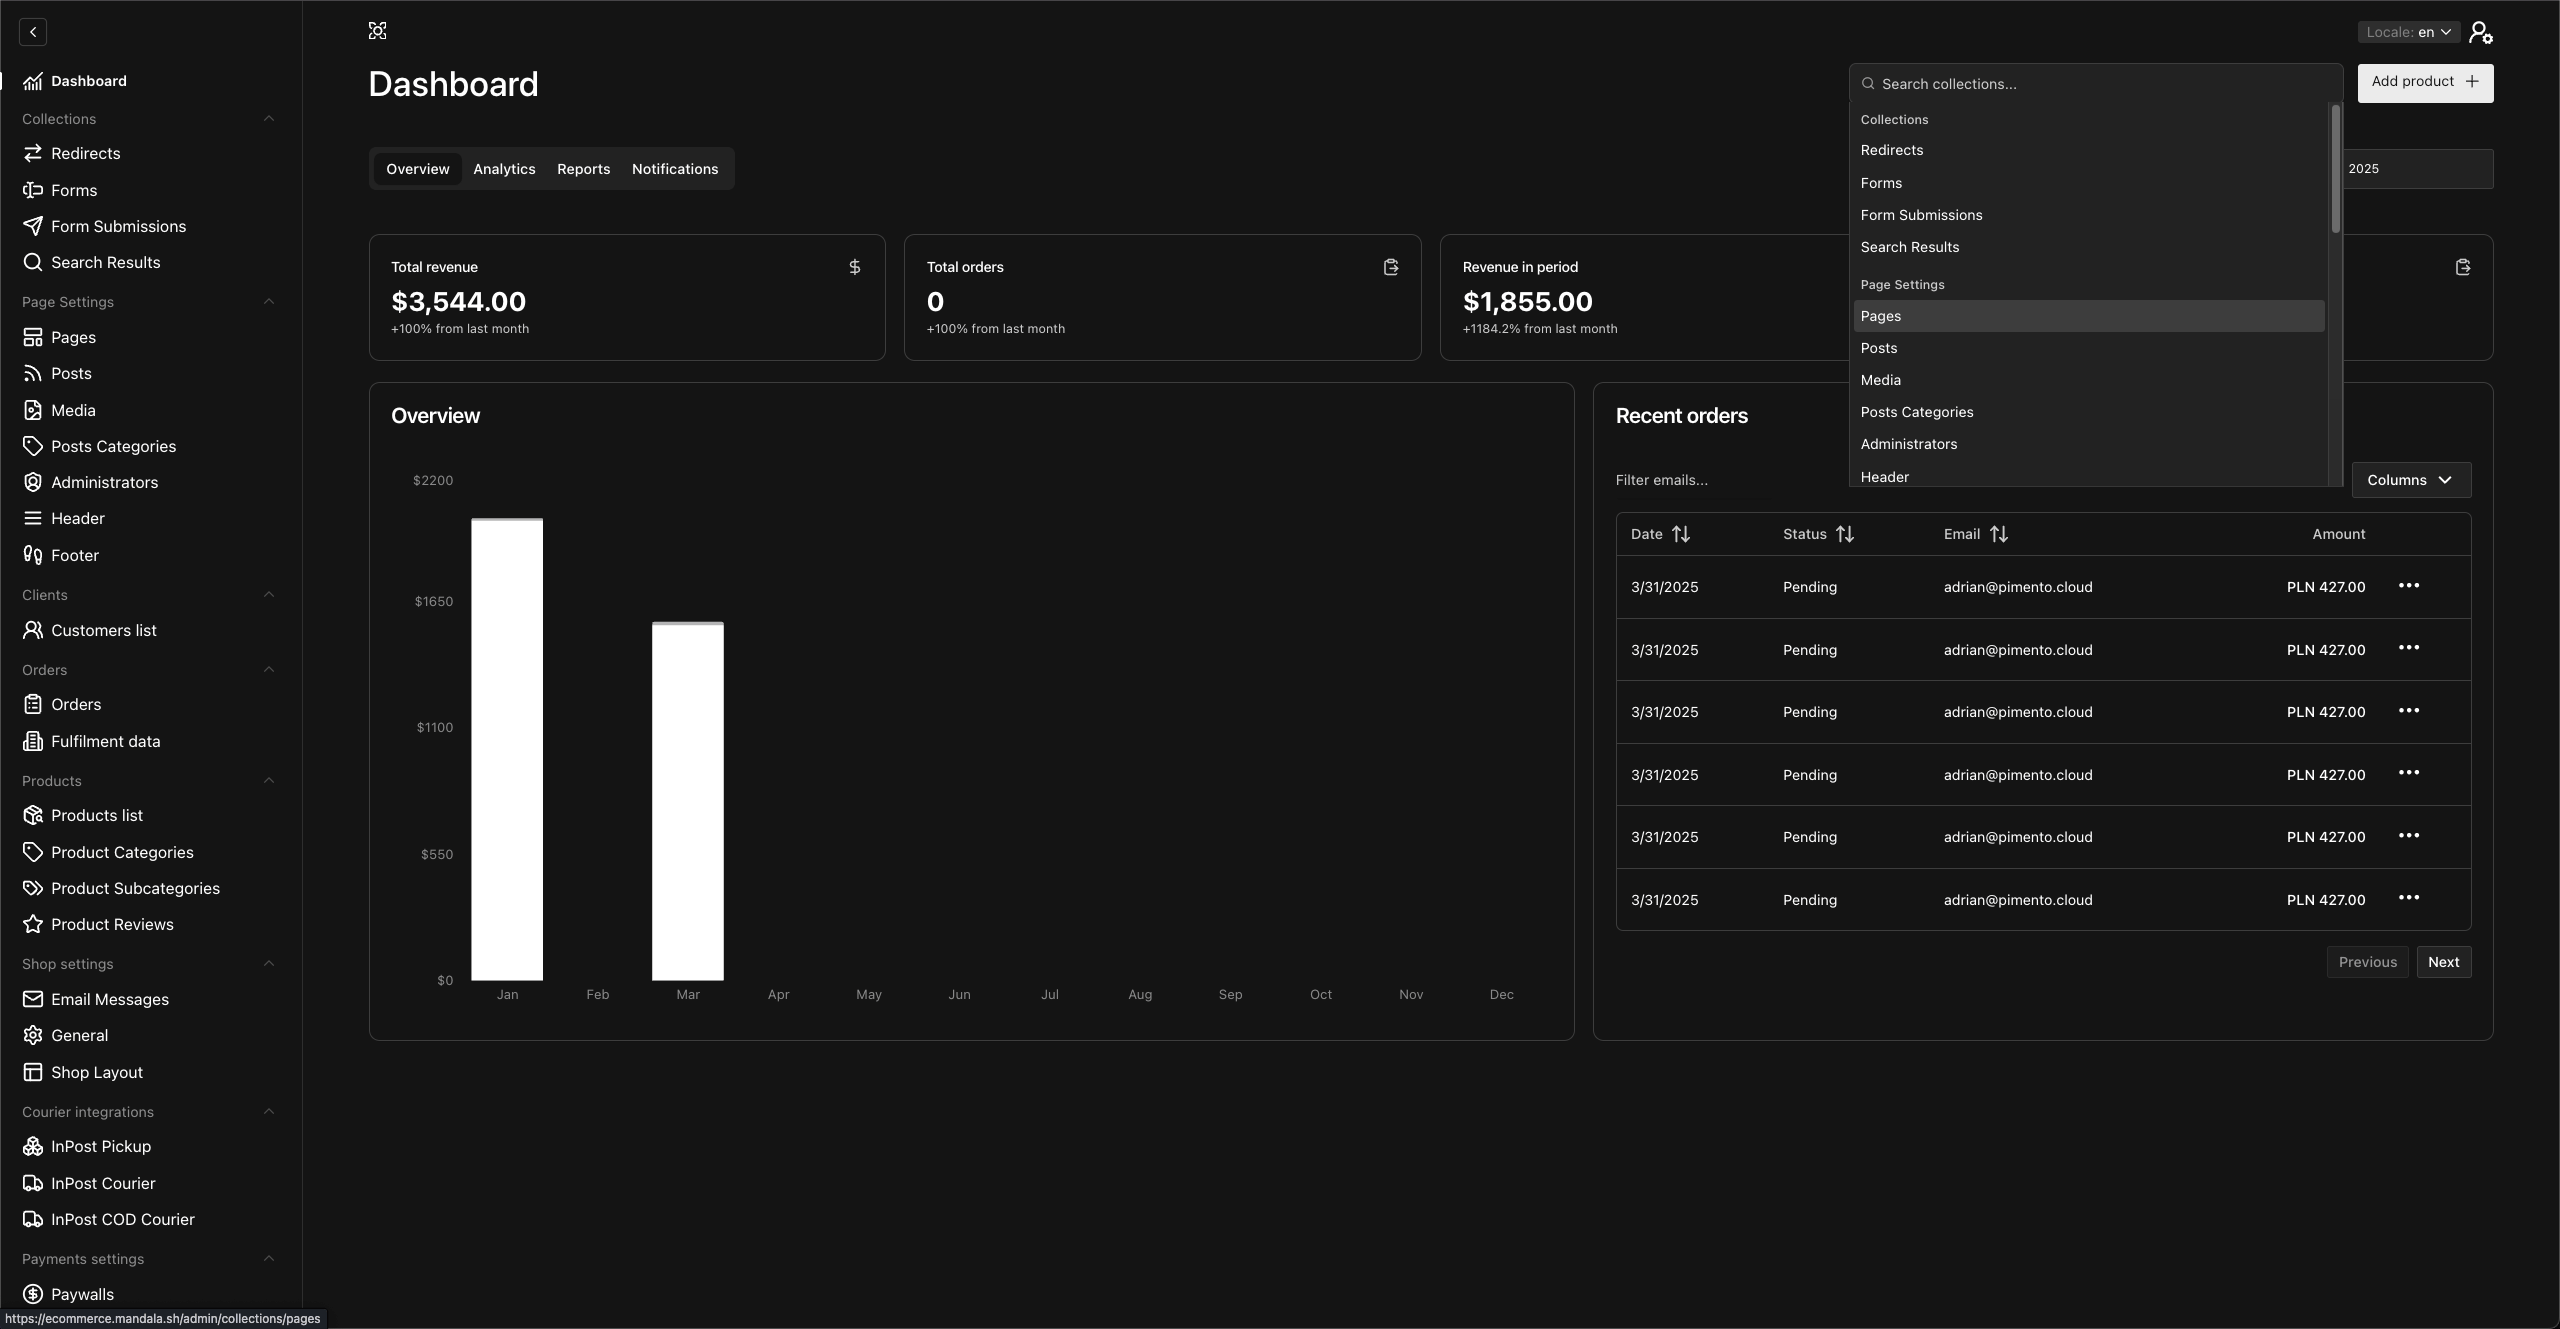 Dashboard
Collections
Redirects
Forms
Form Submissions
Search Results
Page Settings
Pages
Posts
Media
Posts Categories
Administrators
Header
Footer
Clients
Customers list
Orders
Orders
Fulfilment data
Products
Products list
Product Categories
Product Subcategories
Product Reviews
Shop settings
Email Messages
General
Shop Layout
Courier integrations
InPost Pickup
InPost Courier
InPost COD Courier
Payments settings
Paywalls
https://ecommerce.mandala.sh/admin/collections/pages
Locale: en
Dashboard
Search collections...
Add product
Collections
Redirects
Forms
Form Submissions
Search Results
Page Settings
Pages
Posts
Media
Posts Categories
Administrators
Header
Overview Analytics Reports Notifications
2025
Total revenue
$3,544.00
+100% from last month
Total orders
0
+100% from last month
Revenue in period
$1,855.00
+1184.2% from last month
Overview
$2200
$1650
$1100
$550
$0
Jan Feb Mar Apr May Jun Jul Aug Sep Oct Nov Dec
Recent orders
Filter emails...
Columns
Date Status Email Amount
3/31/2025 Pending adrian@pimento.cloud PLN 427.00
3/31/2025 Pending adrian@pimento.cloud PLN 427.00
3/31/2025 Pending adrian@pimento.cloud PLN 427.00
3/31/2025 Pending adrian@pimento.cloud PLN 427.00
3/31/2025 Pending adrian@pimento.cloud PLN 427.00
3/31/2025 Pending adrian@pimento.cloud PLN 427.00
Previous Next